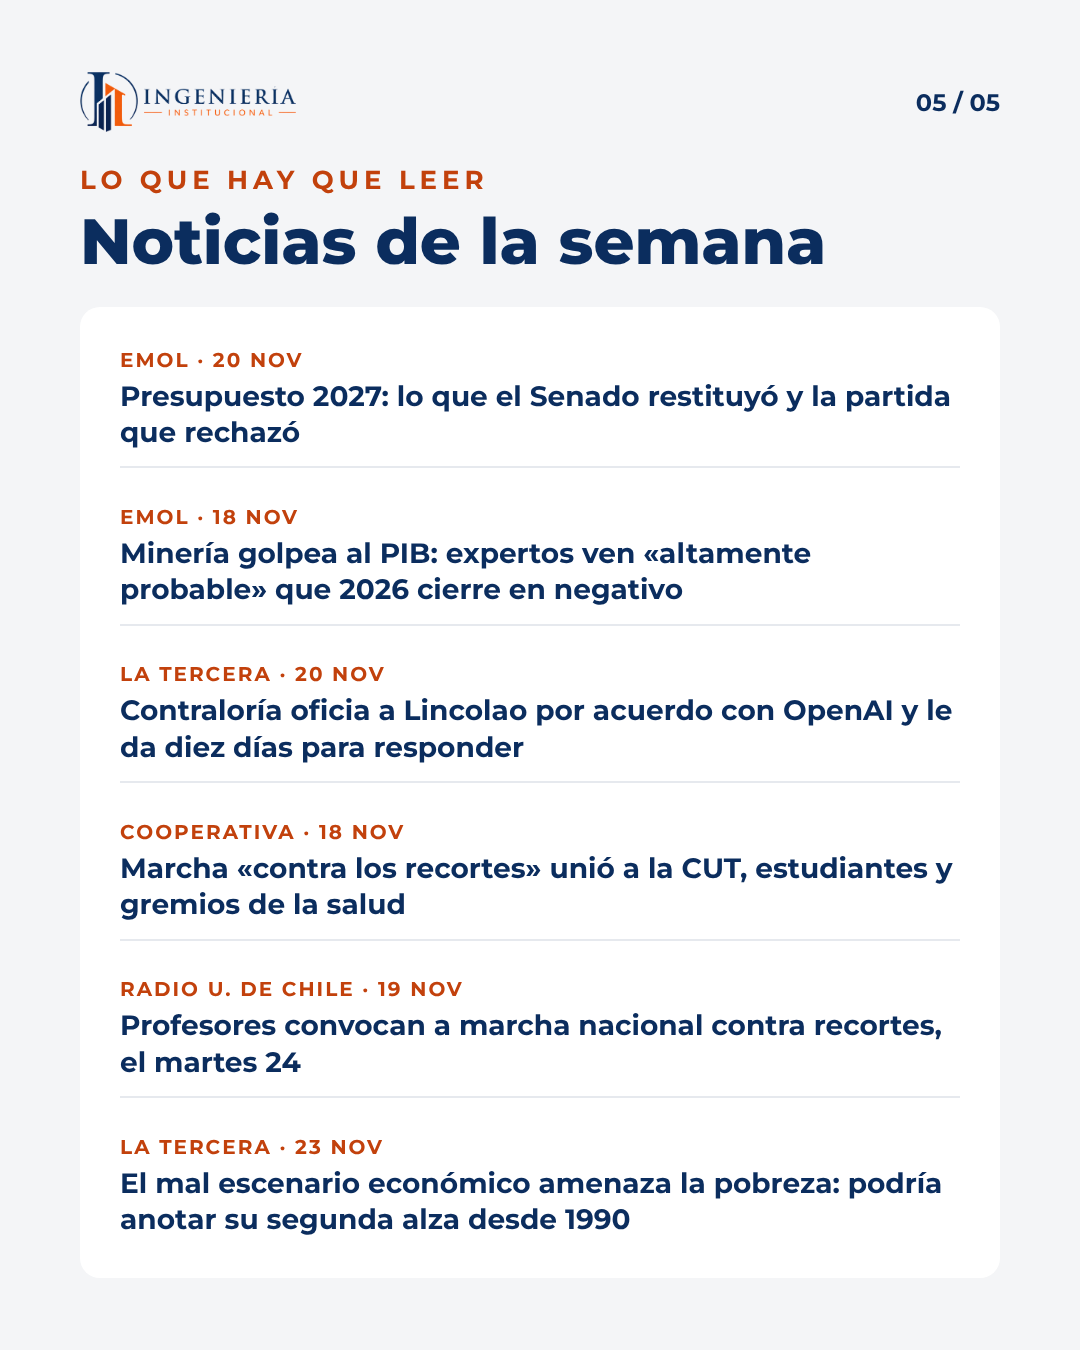 INGENIERIA
INSTITUCIONAL
05 / 05
LO QUE HAY QUE LEER
Noticias de la semana
EMOL · 20 NOV
Presupuesto 2027: lo que el Senado restituyó y la partida
que rechazó
EMOL · 18 NOV
Minería golpea al PIB: expertos ven «altamente
probable» que 2026 cierre en negativo
LA TERCERA · 20 NOV
Contraloría oficia a Lincolao por acuerdo con OpenAI y le
da diez días para responder
COOPERATIVA · 18 NOV
Marcha «contra los recortes» unió a la CUT, estudiantes y
gremios de la salud
RADIO U. DE CHILE · 19 NOV
Profesores convocan a marcha nacional contra recortes,
el martes 24
LA TERCERA · 23 NOV
El mal escenario económico amenaza la pobreza: podría
anotar su segunda alza desde 1990